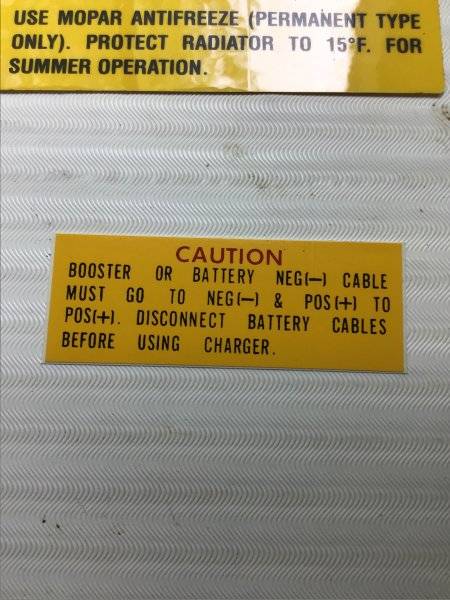 USE MOPAR ANTIFREEZE (PERMANENT TYPE
ONLY). PROTECT RADIATOR TO 15°F. FOR
SUMMER OPERATION.
CAUTION
BOOSTER OR BATTERY NEG(-) CABLE
MUST GO TO NEG(-) & POS(+) TO
POS(+). DISCONNECT BATTERY CABLES
BEFORE USING CHARGER.